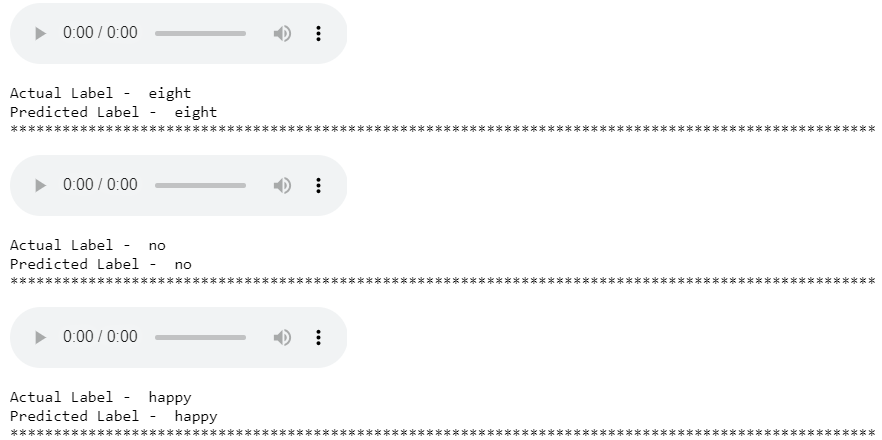 0:00 / 0:00
Actual Label -  eight
Predicted Label -  eight
****************************************************************************************************
0:00 / 0:00
Actual Label -  no
Predicted Label -  no
****************************************************************************************************
0:00 / 0:00
Actual Label -  happy
Predicted Label -  happy
****************************************************************************************************